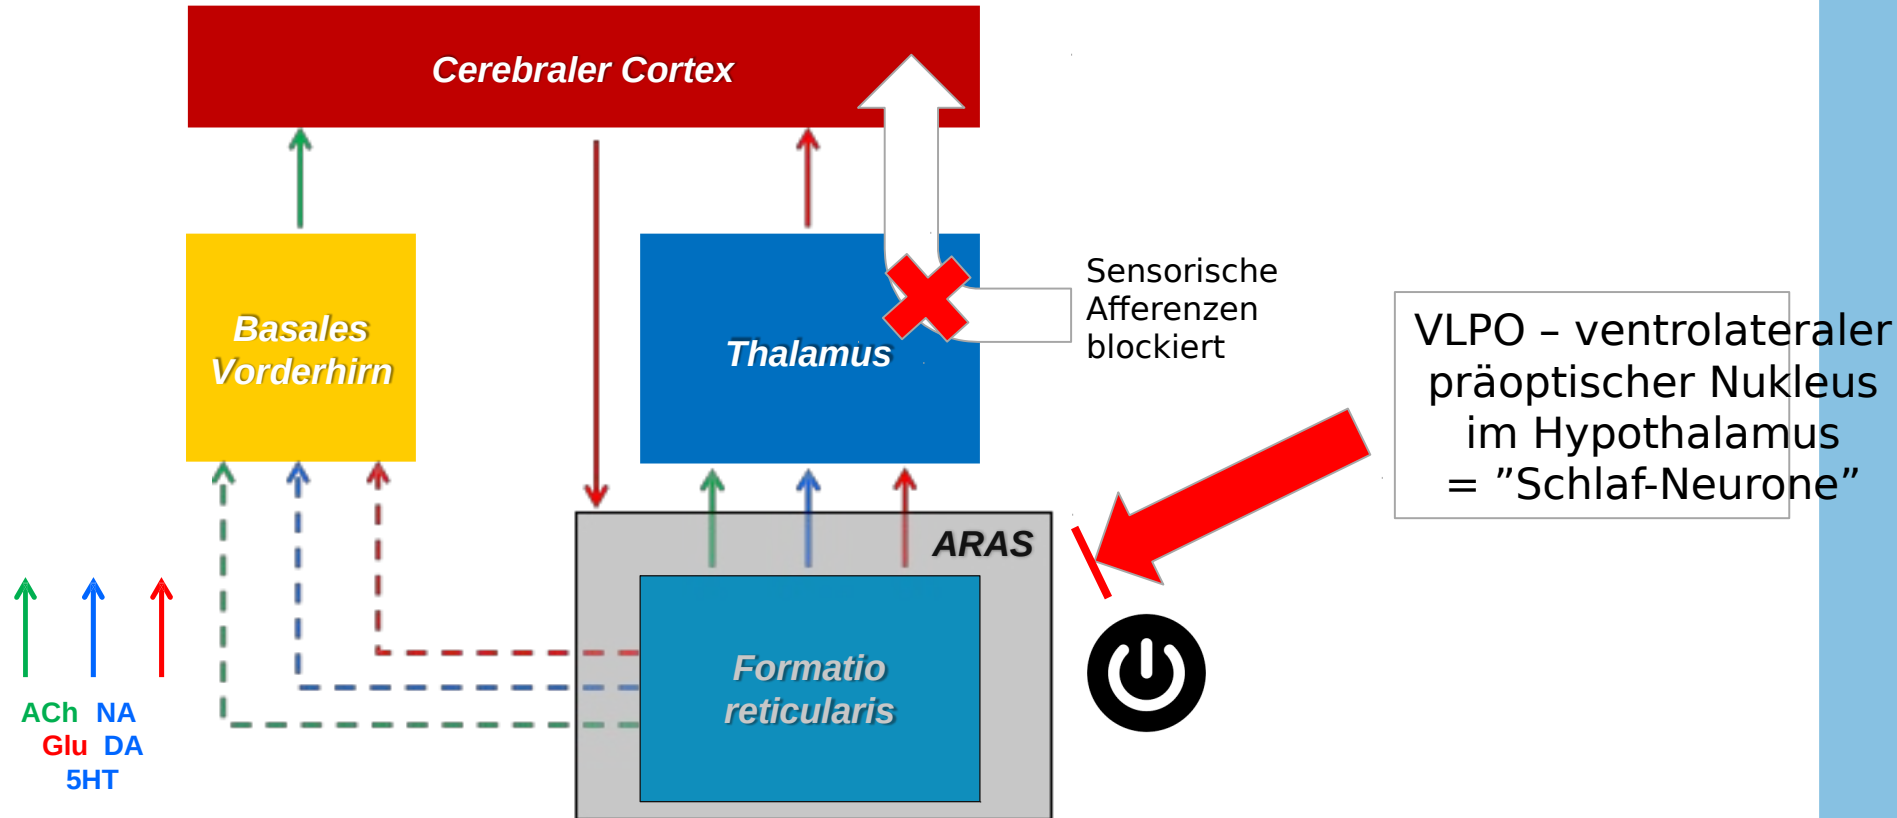 Cerebraler Cortex
Basales
Vorderhirn
Thalamus
Sensorische
Afferenzen
blockiert
VLPO – ventrolateraler
präoptischer Nukleus
im Hypothalamus
= ”Schlaf-Neurone”
ARAS
Formatio
reticularis
ACh NA
Glu DA
5HT